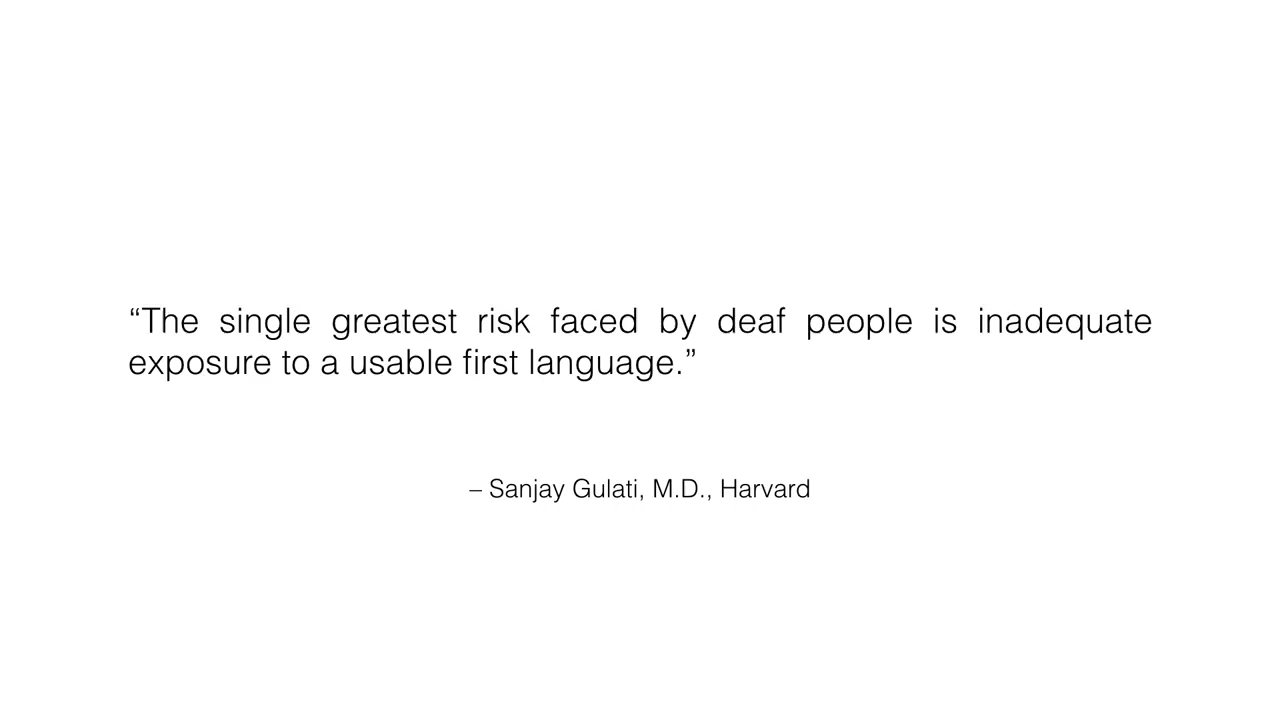 “The single greatest risk faced by deaf people is inadequate
exposure to a usable first language.”
– Sanjay Gulati, M.D., Harvard